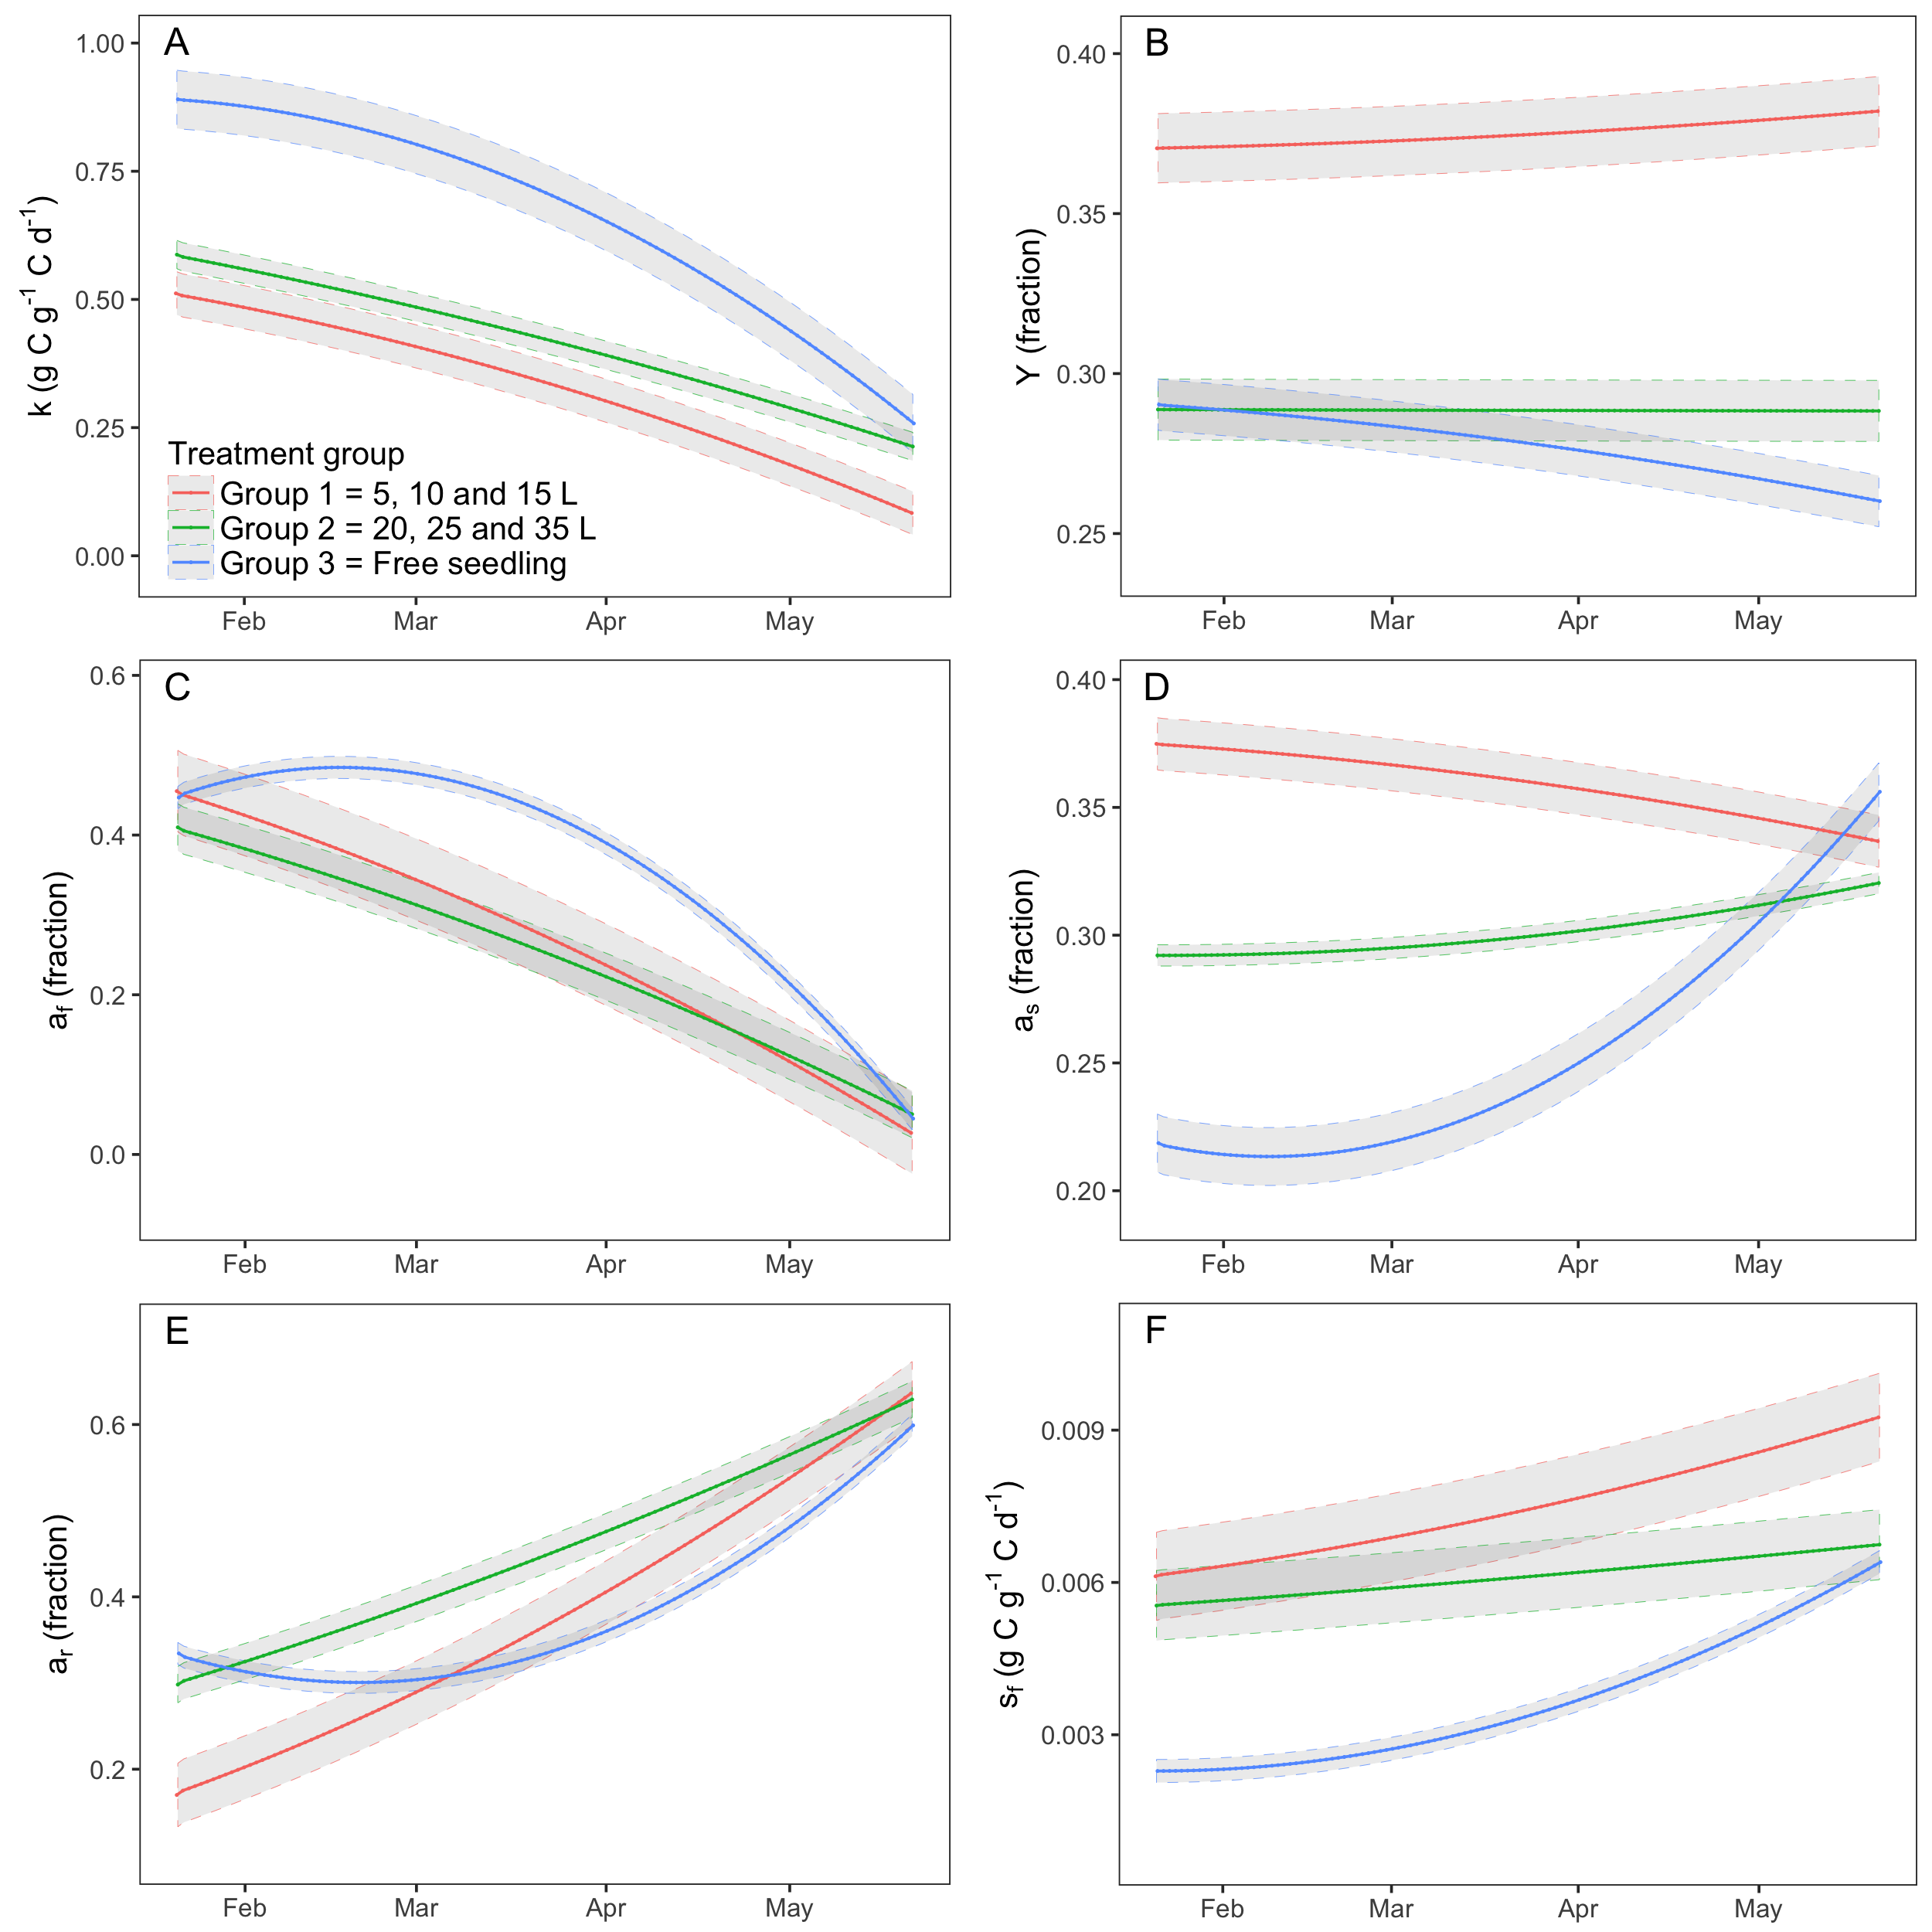 A
1.00
0.75
0.50
0.25
0.00
k (g C g-1 C d-1)
Treatment group
Group 1 = 5, 10 and 15 L
Group 2 = 20, 25 and 35 L
Group 3 = Free seedling
Feb Mar Apr May
B
0.40
0.35
0.30
0.25
Y (fraction)
Feb Mar Apr May
C
0.6
0.4
0.2
0.0
af (fraction)
Feb Mar Apr May
D
0.40
0.35
0.30
0.25
0.20
as (fraction)
Feb Mar Apr May
E
0.6
0.4
0.2
ar (fraction)
Feb Mar Apr May
F
0.009
0.006
0.003
sf (g C g-1 C d-1)
Feb Mar Apr May